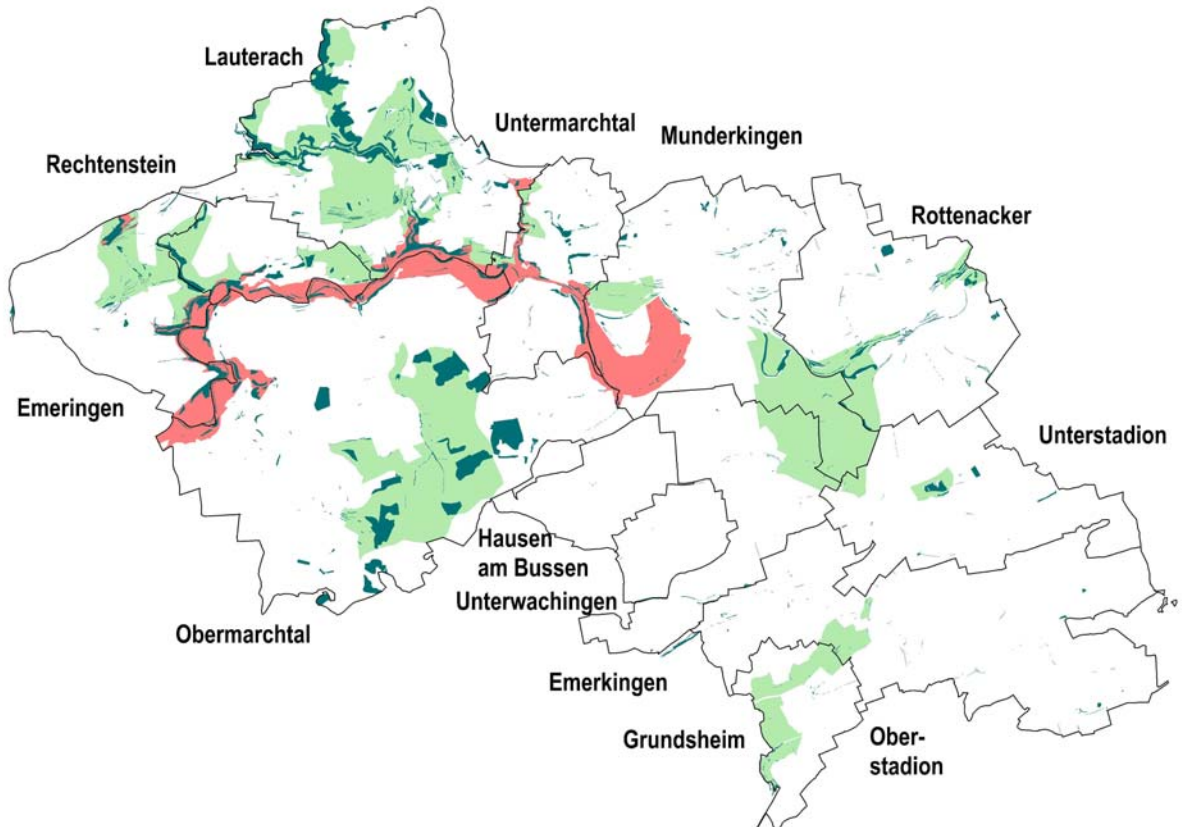 Lauterach
Untermarchtal
Munderkingen
Rechtenstein
Rottenacker
Emeringen
Unterstadion
Hausen
am Bussen
Unterwachingen
Obermarchtal
Emerkingen
Grundsheim
Ober-
stadion